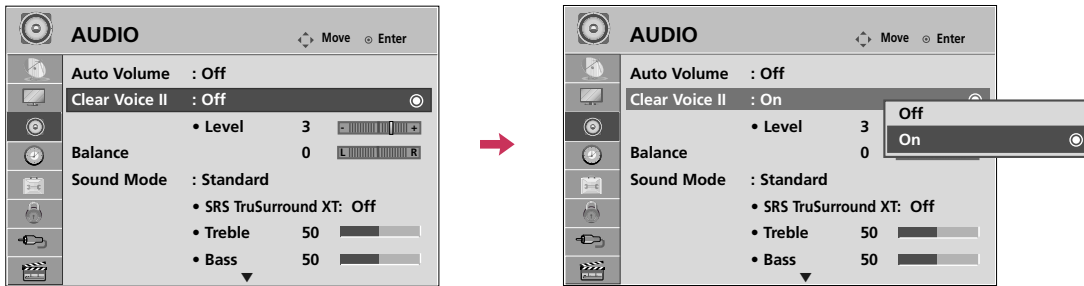 AUDIO
Move Enter
Auto Volume : Off
Clear Voice II : Off
• Level 3 - +
Balance 0 L R
Sound Mode : Standard
• SRS TruSurround XT: Off
• Treble 50
• Bass 50
AUDIO
Move Enter
Auto Volume : Off
Clear Voice II : On
• Level 3
Balance 0
Sound Mode : Standard
• SRS TruSurround XT: Off
• Treble 50
• Bass 50
Off
On